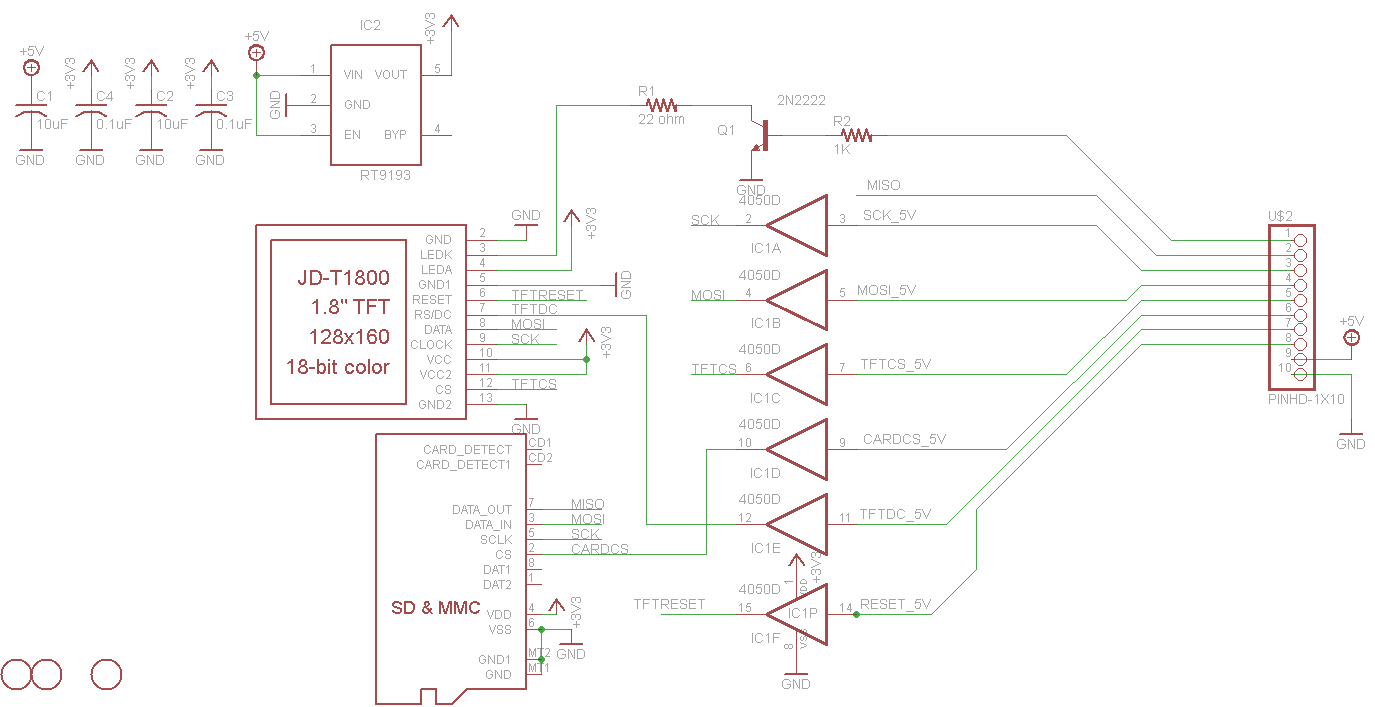 +5V
C1
10uF
GND
+3V3
C4
0.1uF
GND
+3V3
C2
10uF
GND
+3V3
C3
0.1uF
GND
+5V
IC2
+3V3
1 VIN VOUT 5
GND 2 GND
3 EN BYP 4
RT9193
R1
22 ohm
2N2222
Q1
GND
R2
1K
JD-T1800
1.8" TFT
128x160
18-bit color
GND 2 GND
LEDK 3
LEDA 4 +3V3
GND1 5 GND
RESET 6 TFTRESET
RS/DC 7 TFTDC
DATA 8 MOSI
CLOCK 9 SCK
VCC 10 +3V3
VCC2 11
CS 12 TFTCS
GND2 13 GND
CARD_DETECT CD1
CARD_DETECT1 CD2
DATA_OUT 7 MISO
DATA_IN 3 MOSI
SCLK 5 SCK
CS 2 CARDCS
DAT1 8
DAT2 1
SD & MMC
VDD 4 +3V3
VSS 6 GND
GND1 MT2
GND MT1
MISO
4050D
SCK 2 3 SCK_5V
IC1A
4050D
MOSI 4 5 MOSI_5V
IC1B
4050D
TFTCS 6 7 TFTCS_5V
IC1C
4050D
10 9 CARDCS_5V
IC1D
4050D
12 11 TFTDC_5V
IC1E
+3V3
4050D 1 VDD
TFTRESET 15 IC1P 14 RESET_5V
IC1F 8 VSS
GND
U$2
1
2
3
4
5
6
7
8
9
10
PINHD-1X10
+5V
GND